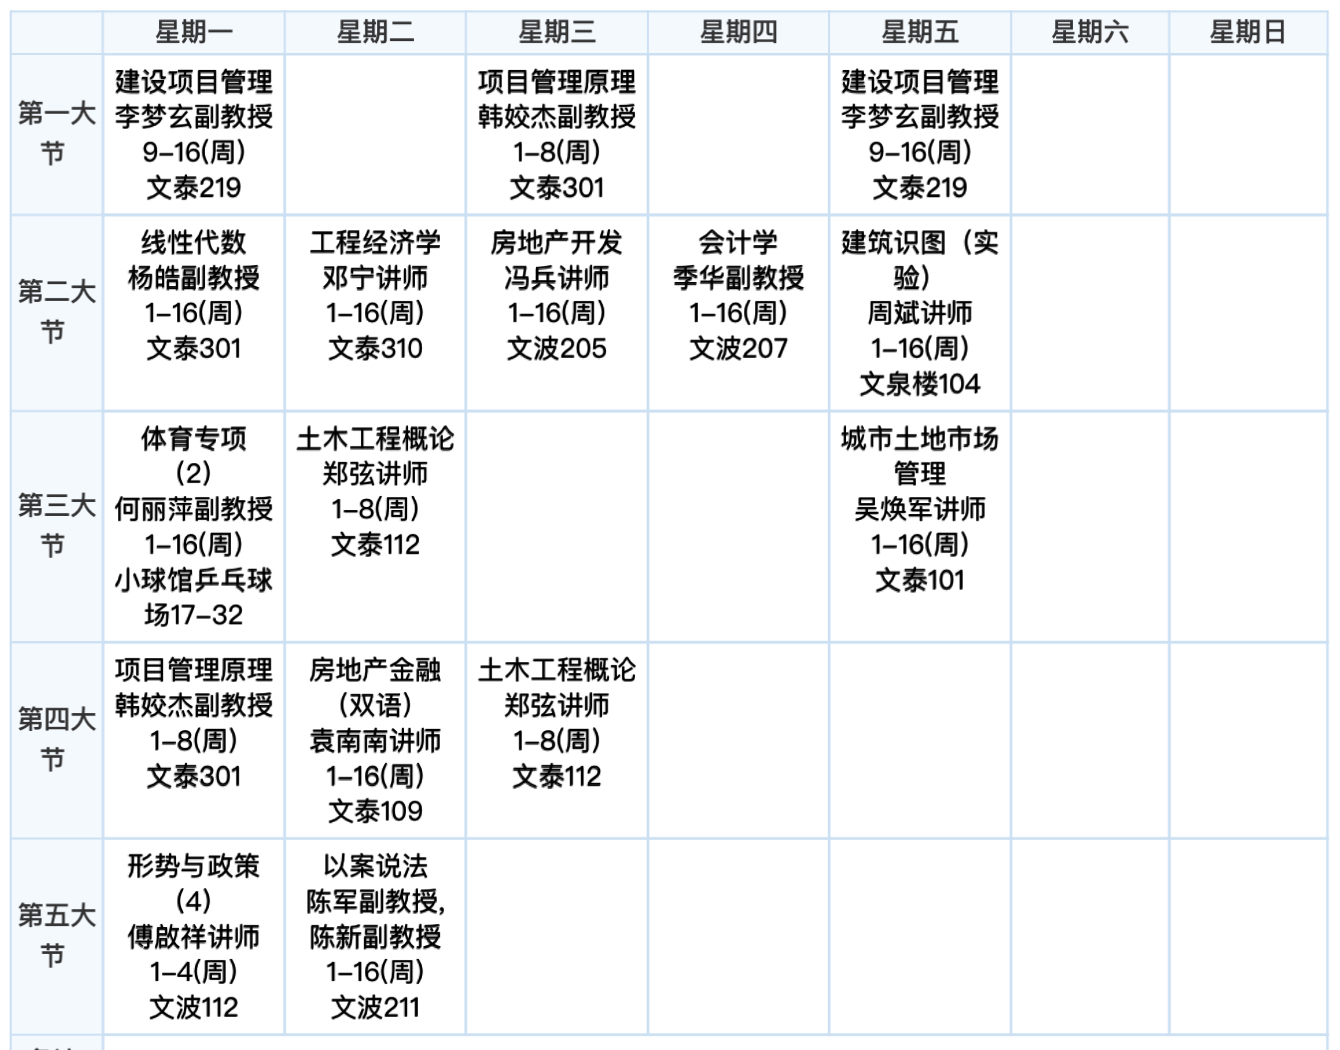 星期一 星期二 星期三 星期四 星期五 星期六 星期日
第一大节
建设项目管理
李梦玄副教授
9-16(周)
文泰219
项目管理原理
韩姣杰副教授
1-8(周)
文泰301
建设项目管理
李梦玄副教授
9-16(周)
文泰219
第二大节
线性代数
杨皓副教授
1-16(周)
文泰301
工程经济学
邓宁讲师
1-16(周)
文泰310
房地产开发
冯兵讲师
1-16(周)
文波205
会计学
季华副教授
1-16(周)
文波207
建筑识图（实
验）
周斌讲师
1-16(周)
文泉楼104
第三大节
体育专项
（2）
何丽萍副教授
1-16(周)
小球馆乒乓球
场17-32
土木工程概论
郑弦讲师
1-8(周)
文泰112
城市土地市场
管理
吴焕军讲师
1-16(周)
文泰101
第四大节
项目管理原理
韩姣杰副教授
1-8(周)
文泰301
房地产金融
（双语）
袁南南讲师
1-16(周)
文泰109
土木工程概论
郑弦讲师
1-8(周)
文泰112
第五大节
形势与政策
（4）
傅啟祥讲师
1-4(周)
文波112
以案说法
陈军副教授,
陈新副教授
1-16(周)
文波211